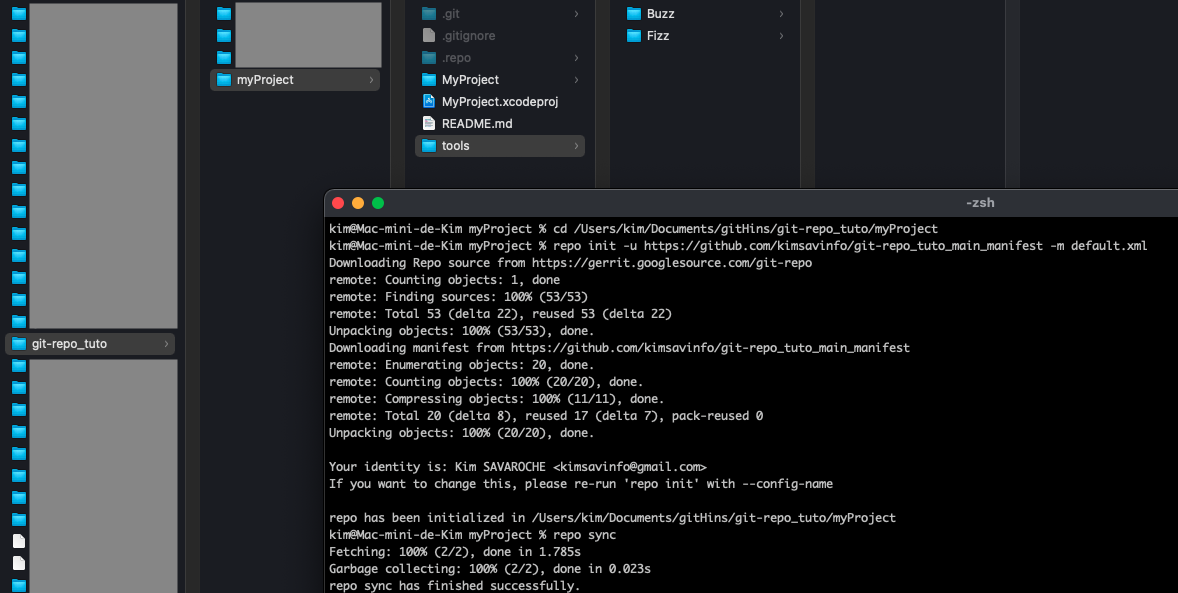 myProject
git-repo_tuto
.git
.gitignore
.repo
MyProject
MyProject.xcodeproj
README.md
tools
Buzz
Fizz
-zsh
kim@Mac-mini-de-Kim myProject % cd /Users/kim/Documents/gitHins/git-repo_tuto/myProject
kim@Mac-mini-de-Kim myProject % repo init -u https://github.com/kimsavinfo/git-repo_tuto_main_manifest -m default.xml
Downloading Repo source from https://gerrit.googlesource.com/git-repo
remote: Counting objects: 1, done
remote: Finding sources: 100% (53/53)
remote: Total 53 (delta 22), reused 53 (delta 22)
Unpacking objects: 100% (53/53), done.
Downloading manifest from https://github.com/kimsavinfo/git-repo_tuto_main_manifest
remote: Enumerating objects: 20, done.
remote: Counting objects: 100% (20/20), done.
remote: Compressing objects: 100% (11/11), done.
remote: Total 20 (delta 8), reused 17 (delta 7), pack-reused 0
Unpacking objects: 100% (20/20), done.
Your identity is: Kim SAVAROCHE <kimsavinfo@gmail.com>
If you want to change this, please re-run 'repo init' with --config-name
repo has been initialized in /Users/kim/Documents/gitHins/git-repo_tuto/myProject
kim@Mac-mini-de-Kim myProject % repo sync
Fetching: 100% (2/2), done in 1.785s
Garbage collecting: 100% (2/2), done in 0.023s
repo sync has finished successfully.